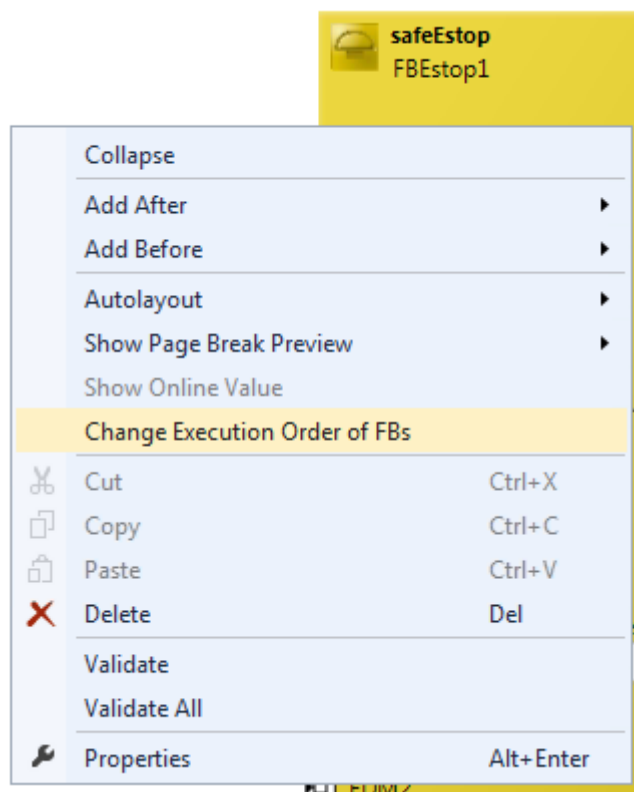 safeEstop
FBEstop1
Collapse
Add After
Add Before
Autolayout
Show Page Break Preview
Show Online Value
Change Execution Order of FBs
Cut Ctrl+X
Copy Ctrl+C
Paste Ctrl+V
Delete Del
Validate
Validate All
Properties Alt+Enter
EDM2